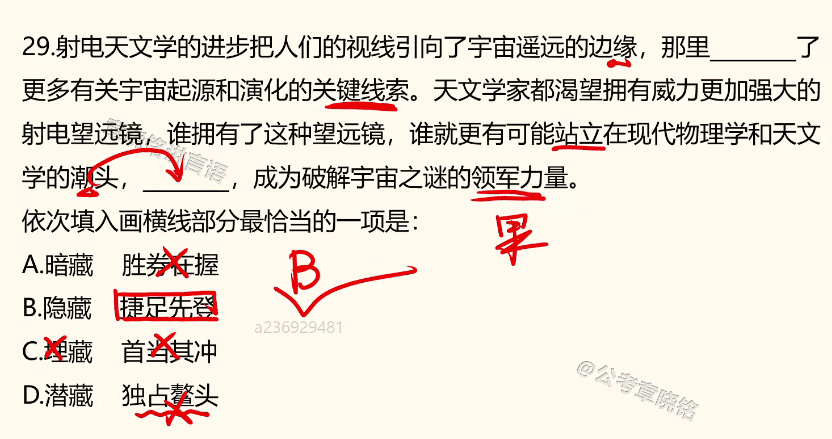 29.射电天文学的进步把人们的视线引向了宇宙遥远的边缘，那里________了
更多有关宇宙起源和演化的关键线索。天文学家都渴望拥有威力更加强大的
射电望远镜，谁拥有了这种望远镜，谁就更有可能站立在现代物理学和天文
学的潮头，________，成为破解宇宙之谜的领军力量。
依次填入画横线部分最恰当的一项是：
果
A.暗藏 胜券在握
B
B.隐藏 捷足先登
a236929481
C.埋藏 首当其冲
D.潜藏 独占鳌头
@公考章晓铭